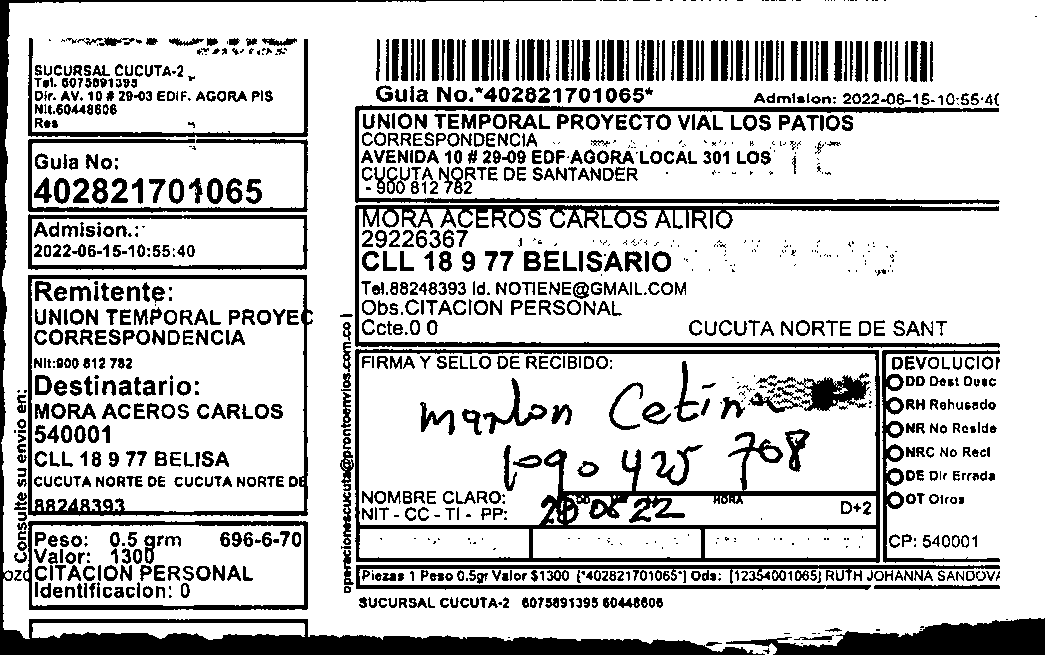 SUCURSAL CUCUTA-2
Tel. 6075891395
Dir. AV. 10 # 29-03 EDIF. AGORA PIS
Nit.60448606
Res
Guia No:
402821701065
Admision.:
2022-06-15-10:55:40
Remitente:
UNION TEMPORAL PROYEC
CORRESPONDENCIA
Nit:900 812 782
Destinatario:
MORA ACEROS CARLOS
540001
CLL 18 9 77 BELISA
CUCUTA NORTE DE CUCUTA NORTE DE
88248393
Peso: 0.5 grm 696-6-70
Valor: 1300
CITACION PERSONAL
Identificacion: 0
Consulte su envio en:
operacionescucuta@prontoenvios.com.co
Guia No.*402821701065*
Admision: 2022-06-15-10:55:40
UNION TEMPORAL PROYECTO VIAL LOS PATIOS
CORRESPONDENCIA
AVENIDA 10 # 29-09 EDF AGORA LOCAL 301 LOS
CUCUTA NORTE DE SANTANDER
- 900 812 782
MORA ACEROS CARLOS ALIRIO
29226367
CLL 18 9 77 BELISARIO
Tel.88248393 Id. NOTIENE@GMAIL.COM
Obs.CITACION PERSONAL
Ccte.0 0
CUCUTA NORTE DE SANT
FIRMA Y SELLO DE RECIBIDO:
Marlon Cetina
1090 425 708
NOMBRE CLARO:
NIT - CC - TI - PP:
HORA
20 06 22
D+2
DEVOLUCION
DD Dest Desc
RH Rehusado
NR No Reside
NRC No Recl
DE Dir Errada
OT Otros
CP: 540001
Piezas 1 Peso 0.5gr Valor $1300 [*402821701065*] Ods: [12354001065] RUTH JOHANNA SANDOVA
SUCURSAL CUCUTA-2 6075891395 60448606